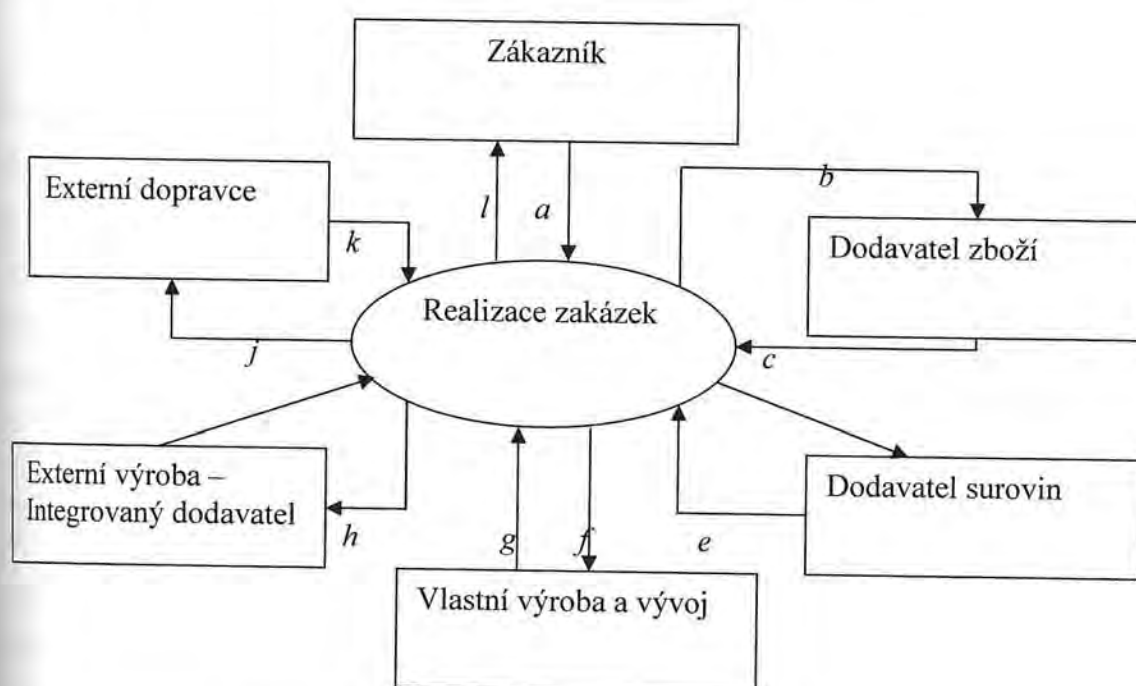 Zákazník
Externí dopravce
b
l
a
k
Dodavatel zboží
Realizace zakázek
j
c
Externí výroba –
Integrovaný dodavatel
Dodavatel surovin
h
g
f
e
Vlastní výroba a vývoj